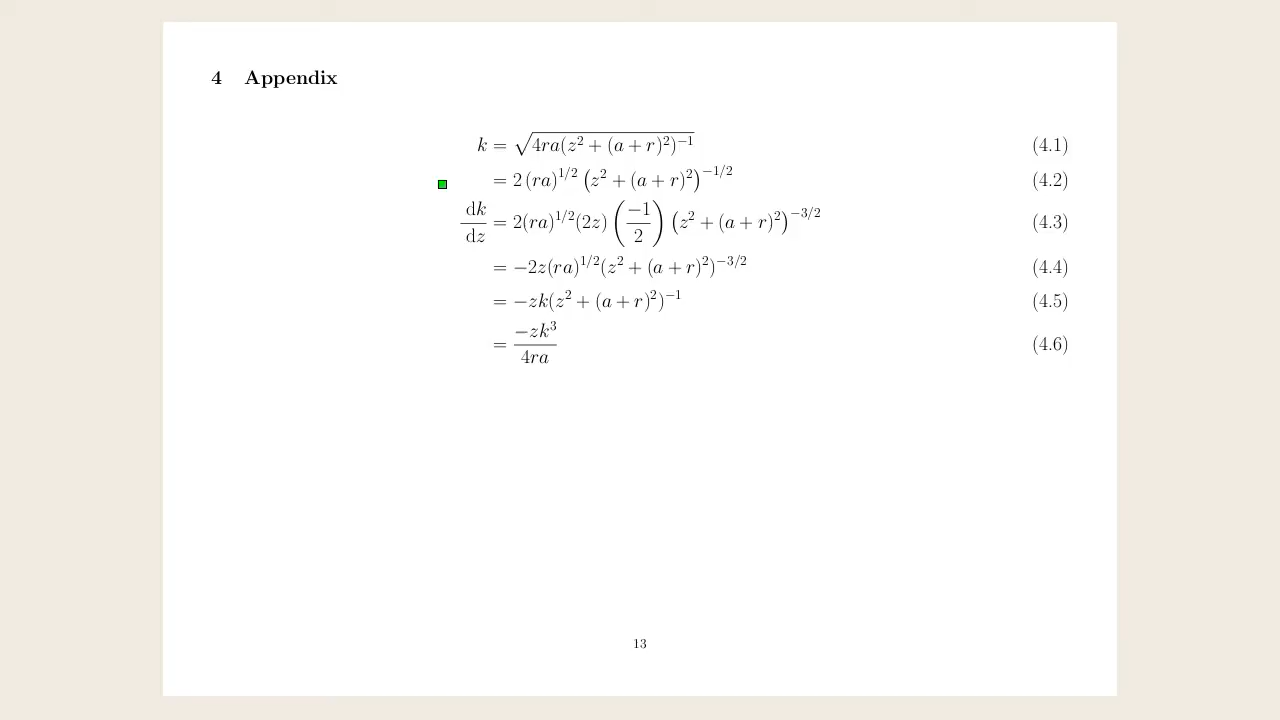 4 Appendix
k = √(4ra(z² + (a + r)²)⁻¹) (4.1)
= 2 (ra)^{1/2} (z² + (a + r)²)^{−1/2} (4.2)
dk/dz = 2(ra)^{1/2}(2z) (−1/2) (z² + (a + r)²)^{−3/2} (4.3)
= −2z(ra)^{1/2}(z² + (a + r)²)^{−3/2} (4.4)
= −zk(z² + (a + r)²)⁻¹ (4.5)
= −zk³/4ra (4.6)
13